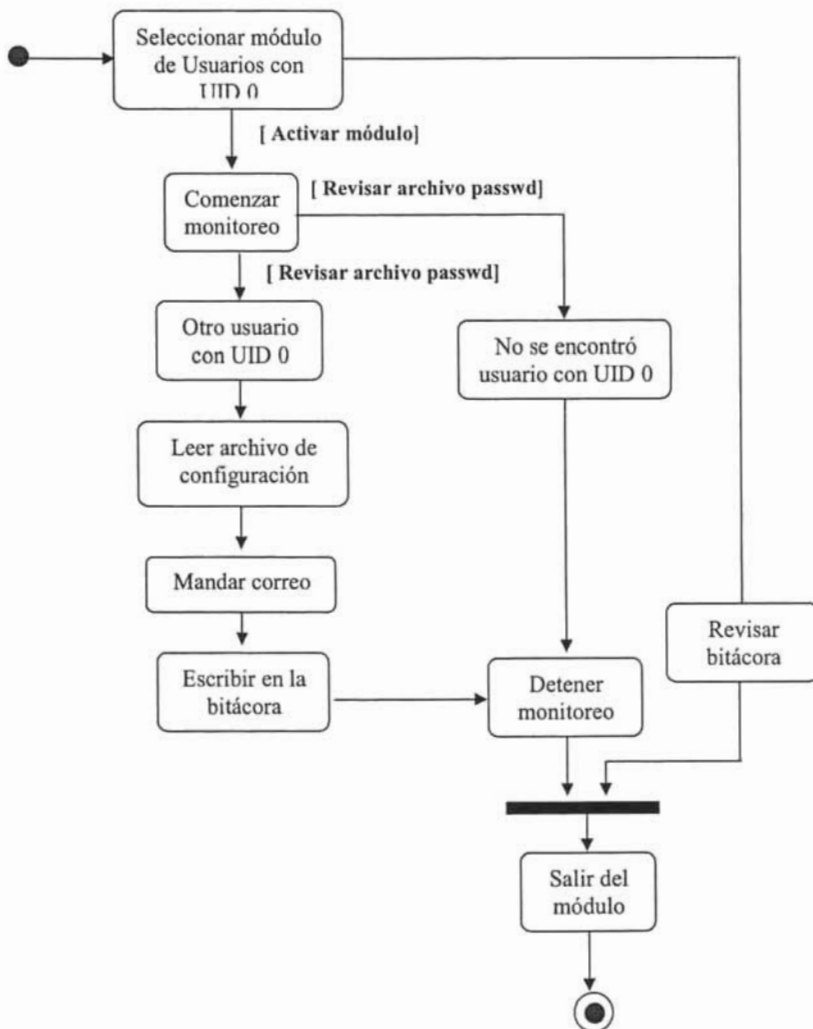 Seleccionar módulo
de Usuarios con
UID 0
[ Activar módulo]
Comenzar
monitoreo
[ Revisar archivo passwd]
[ Revisar archivo passwd]
Otro usuario
con UID 0
No se encontró
usuario con UID 0
Leer archivo de
configuración
Mandar correo
Escribir en la
bitácora
Detener
monitoreo
Revisar
bitácora
Salir del
módulo